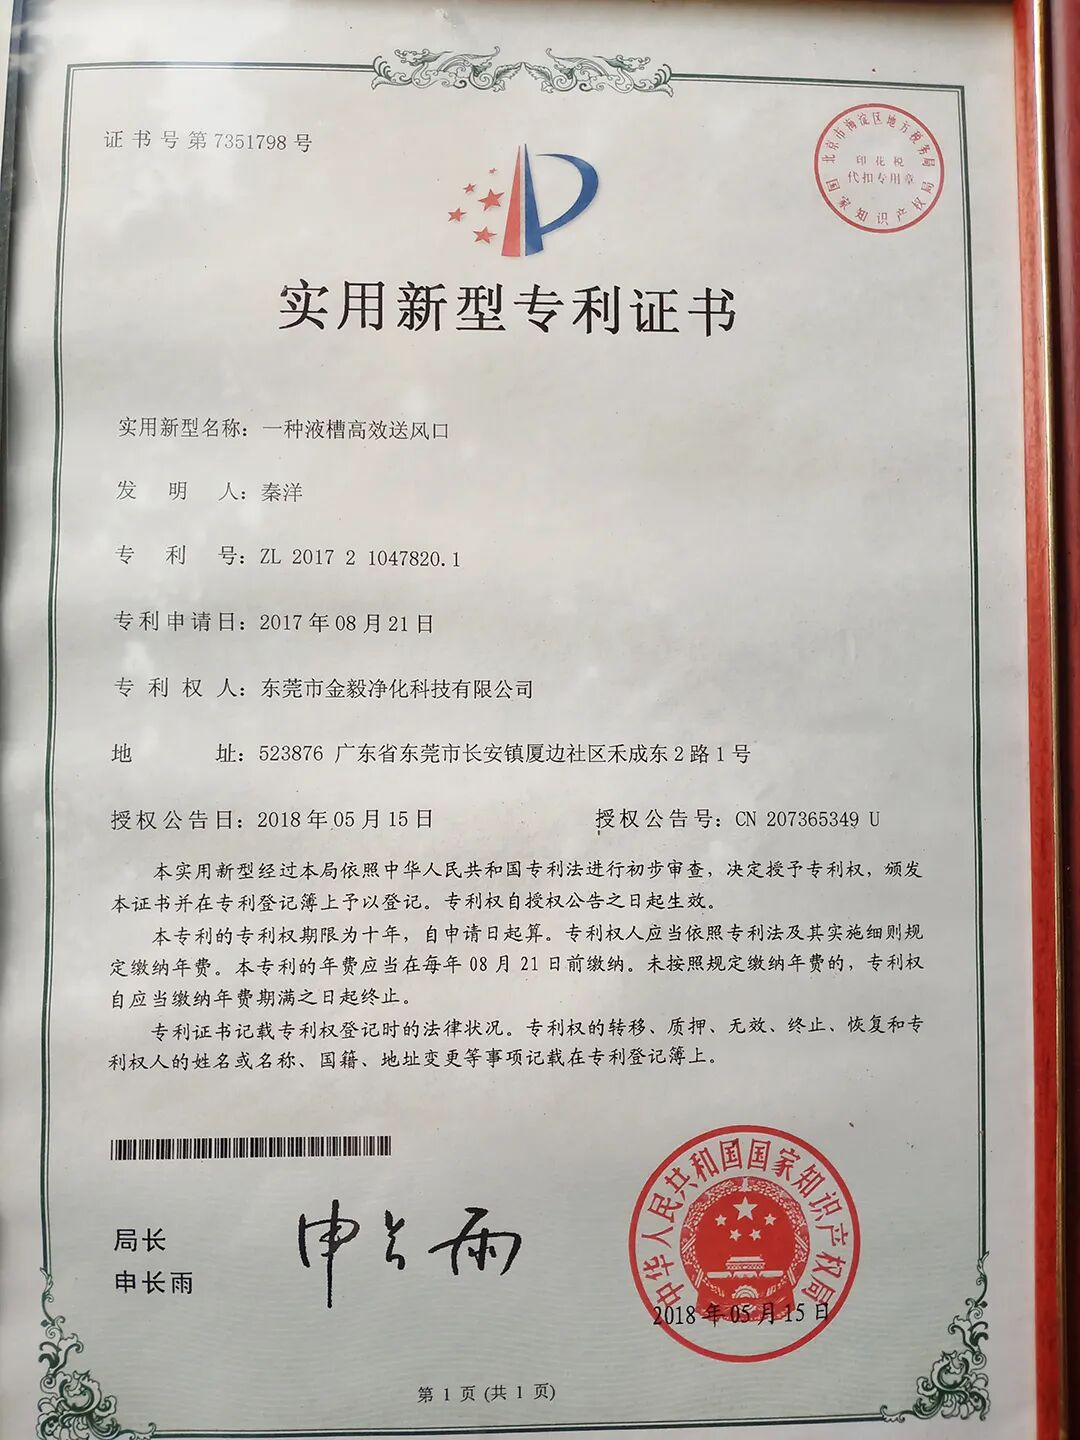 证书号第7351798号
北京市海淀区地方税务局
印花税
代扣专用章
国家知识产权局
实用新型专利证书
实用新型名称：一种液槽高效送风口
发明人：秦洋
专利号：ZL 2017 2 1047820.1
专利申请日：2017年08月21日
专利权人：东莞市金毅净化科技有限公司
地址：523876 广东省东莞市长安镇厦边社区禾成东2路1号
授权公告日：2018年05月15日 授权公告号：CN 207365349 U
本实用新型经过本局依照中华人民共和国专利法进行初步审查，决定授予专利权，颁发
本证书并在专利登记簿上予以登记。专利权自授权公告之日起生效。
本专利的专利权期限为十年，自申请日起算。专利权人应当依照专利法及其实施细则规
定缴纳年费。本专利的年费应当在每年08月21日前缴纳。未按照规定缴纳年费的，专利权
自应当缴纳年费期满之日起终止。
专利证书记载专利权登记时的法律状况。专利权的转移、质押、无效、终止、恢复和专
利权人的姓名或名称、国籍、地址变更等事项记载在专利登记簿上。
局长
申长雨
申长雨
中华人民共和国国家知识产权局
2018年05月15日
第1页(共1页)